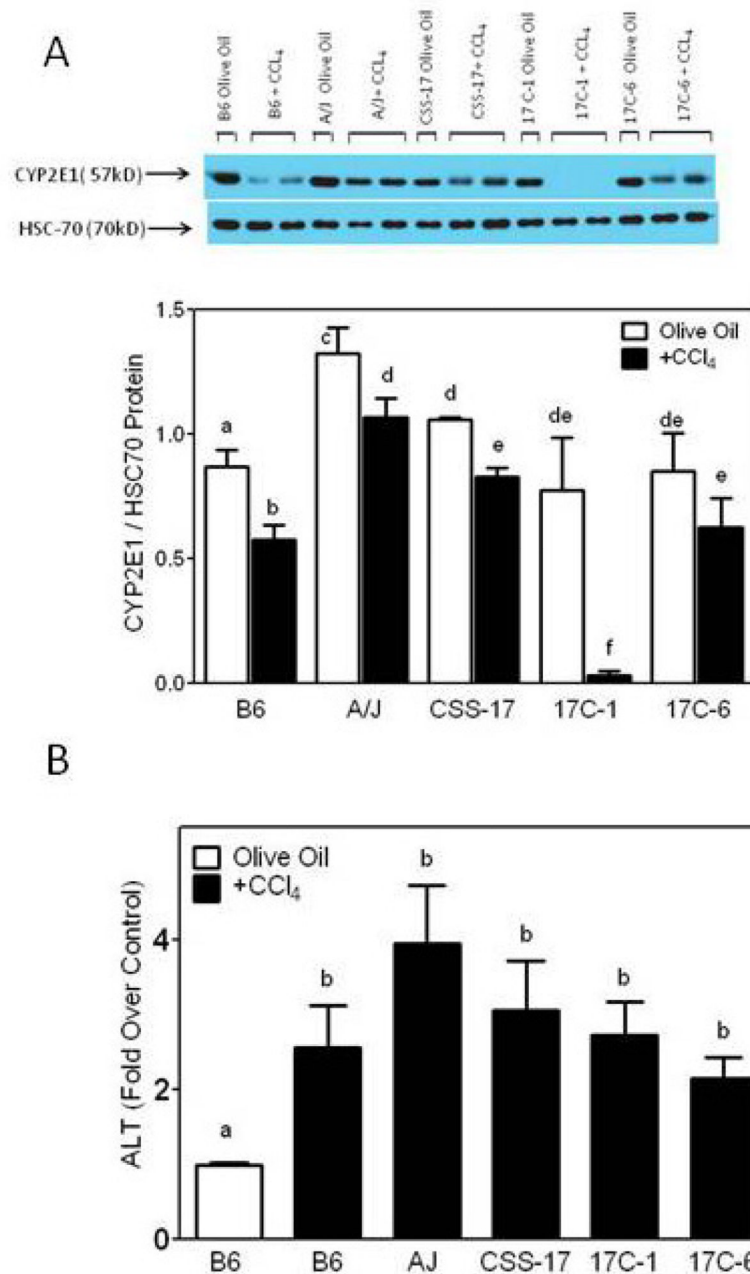 A
B6 Olive Oil
B6 + CCL4
A/J Olive Oil
A/J+ CCL4
CSS-17 Olive Oil
CSS-17+ CCL4
17 C-1 Olive Oil
17C-1 + CCL4
17C-6 Olive Oil
17C-6 + CCL4
CYP2E1( 57kD)
HSC-70 (70kD)
CYP2E1 / HSC70 Protein
1.5
1.0
0.5
0.0
Olive Oil
+CCl4
a
b
c
d
d
e
de
f
de
e
B6 A/J CSS-17 17C-1 17C-6
B
ALT (Fold Over Control)
4
2
0
Olive Oil
+CCl4
a
b
b
b
b
b
B6 B6 AJ CSS-17 17C-1 17C-6